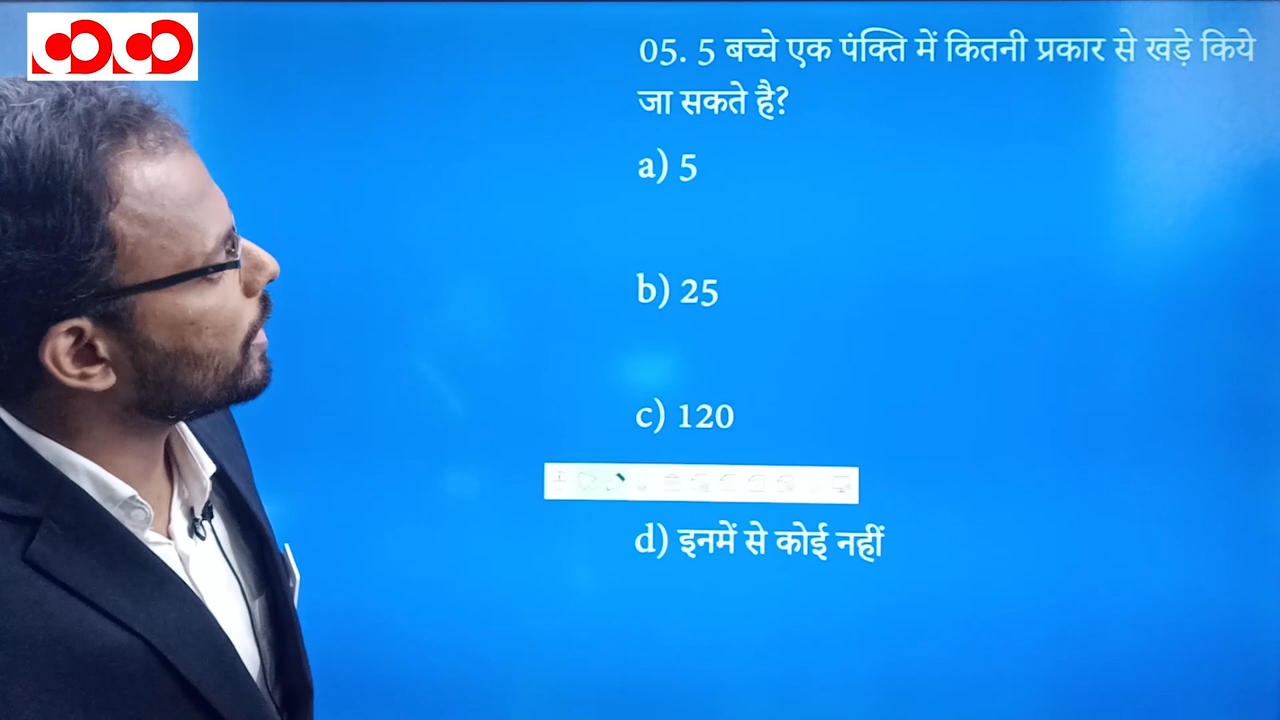 05. 5 बच्चे एक पंक्ति में कितनी प्रकार से खड़े किये
जा सकते है?
a) 5
b) 25
c) 120
d) इनमें से कोई नहीं